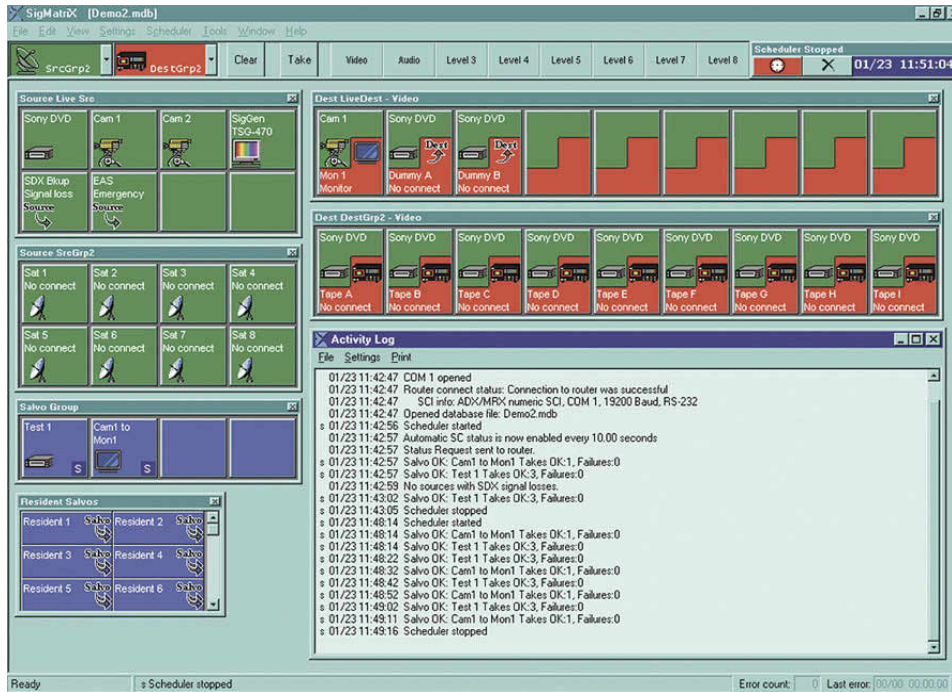 SigMatriX [Demo2.mdb]
File Edit View Settings Scheduler Tools Window Help
SrcGrp2 DestGrp2 Clear Take Video Audio Level 3 Level 4 Level 5 Level 6 Level 7 Level 8
Scheduler Stopped
01/23 11:51:04
Source Live Src
Sony DVD Cam 1 Cam 2 SigGen TSG-470
SDX Bkup Signal loss Source EAS Emergency Source
Source SrcGrp2
Sat 1 No connect Sat 2 No connect Sat 3 No connect Sat 4 No connect
Sat 5 No connect Sat 6 No connect Sat 7 No connect Sat 8 No connect
Salvo Group
Test 1 S Cam1 to Mon1 S
Resident Salvos
Resident 1 Salvo Resident 2 Salvo
Resident 3 Salvo Resident 4 Salvo
Resident 5 Salvo Resident 6 Salvo
Dest LiveDest - Video
Cam 1 Sony DVD Sony DVD
Dest Dest
Mon 1 Dummy A Dummy B
Monitor No connect No connect
Dest DestGrp2 - Video
Sony DVD Sony DVD Sony DVD Sony DVD Sony DVD Sony DVD Sony DVD Sony DVD Sony DVD
Tape A Tape B Tape C Tape D Tape E Tape F Tape G Tape H Tape I
No connect No connect No connect No connect No connect No connect No connect No connect No connect
Activity Log
File Settings Print
01/23 11:42:47 COM 1 opened
01/23 11:42:47 Router connect status: Connection to router was successful
01/23 11:42:47 SCI info: ADX/MRX numeric SCI, COM 1, 19200 Baud, RS-232
01/23 11:42:47 Opened database file: Demo2.mdb
s 01/23 11:42:56 Scheduler started
01/23 11:42:57 Automatic SC status is now enabled every 10.00 seconds
01/23 11:42:57 Status Request sent to router.
s 01/23 11:42:57 Salvo OK: Cam1 to Mon1 Takes OK:1, Failures:0
s 01/23 11:42:57 Salvo OK: Test 1 Takes OK:3, Failures:0
01/23 11:42:59 No sources with SDX signal losses.
s 01/23 11:43:02 Salvo OK: Test 1 Takes OK:3, Failures:0
s 01/23 11:43:05 Scheduler stopped
s 01/23 11:48:14 Scheduler started
s 01/23 11:48:14 Salvo OK: Cam1 to Mon1 Takes OK:1, Failures:0
s 01/23 11:48:14 Salvo OK: Test 1 Takes OK:3, Failures:0
s 01/23 11:48:22 Salvo OK: Test 1 Takes OK:3, Failures:0
s 01/23 11:48:32 Salvo OK: Cam1 to Mon1 Takes OK:1, Failures:0
s 01/23 11:48:42 Salvo OK: Test 1 Takes OK:3, Failures:0
s 01/23 11:48:52 Salvo OK: Cam1 to Mon1 Takes OK:1, Failures:0
s 01/23 11:49:02 Salvo OK: Test 1 Takes OK:3, Failures:0
s 01/23 11:49:11 Salvo OK: Cam1 to Mon1 Takes OK:1, Failures:0
s 01/23 11:49:16 Scheduler stopped
Ready s Scheduler stopped Error count: 0 Last error: 00/00 00:00:00